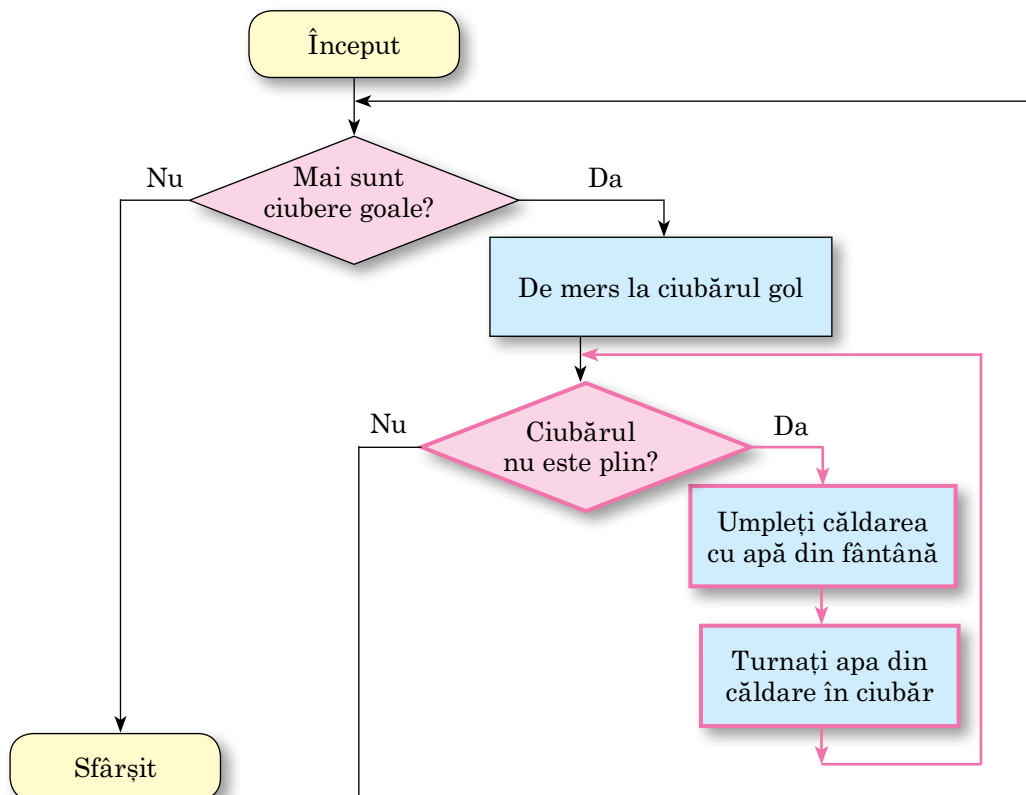 Început
Nu
Mai sunt
ciubere goale?
Da
De mers la ciubărul gol
Nu
Ciubărul
nu este plin?
Da
Umpleți căldarea
cu apă din fântână
Turnați apa din
căldare în ciubăr
Sfârșit